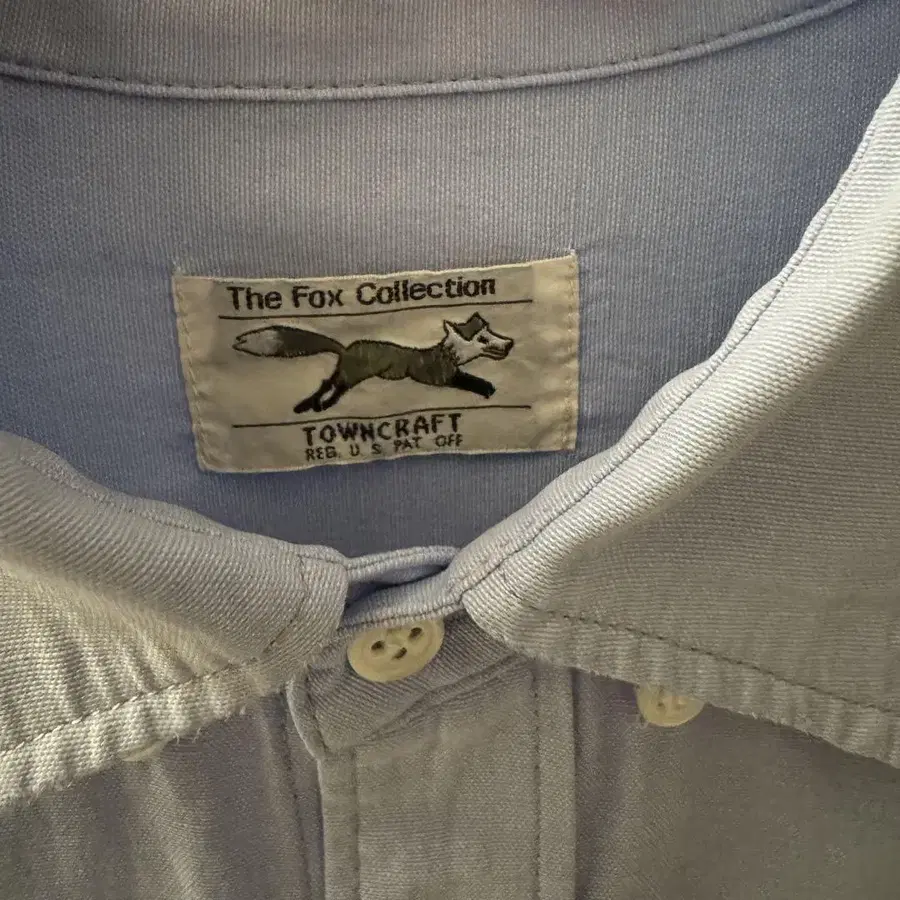 The Fox Collection
TOWNCRAFT
REG. U. S. PAT. OFF